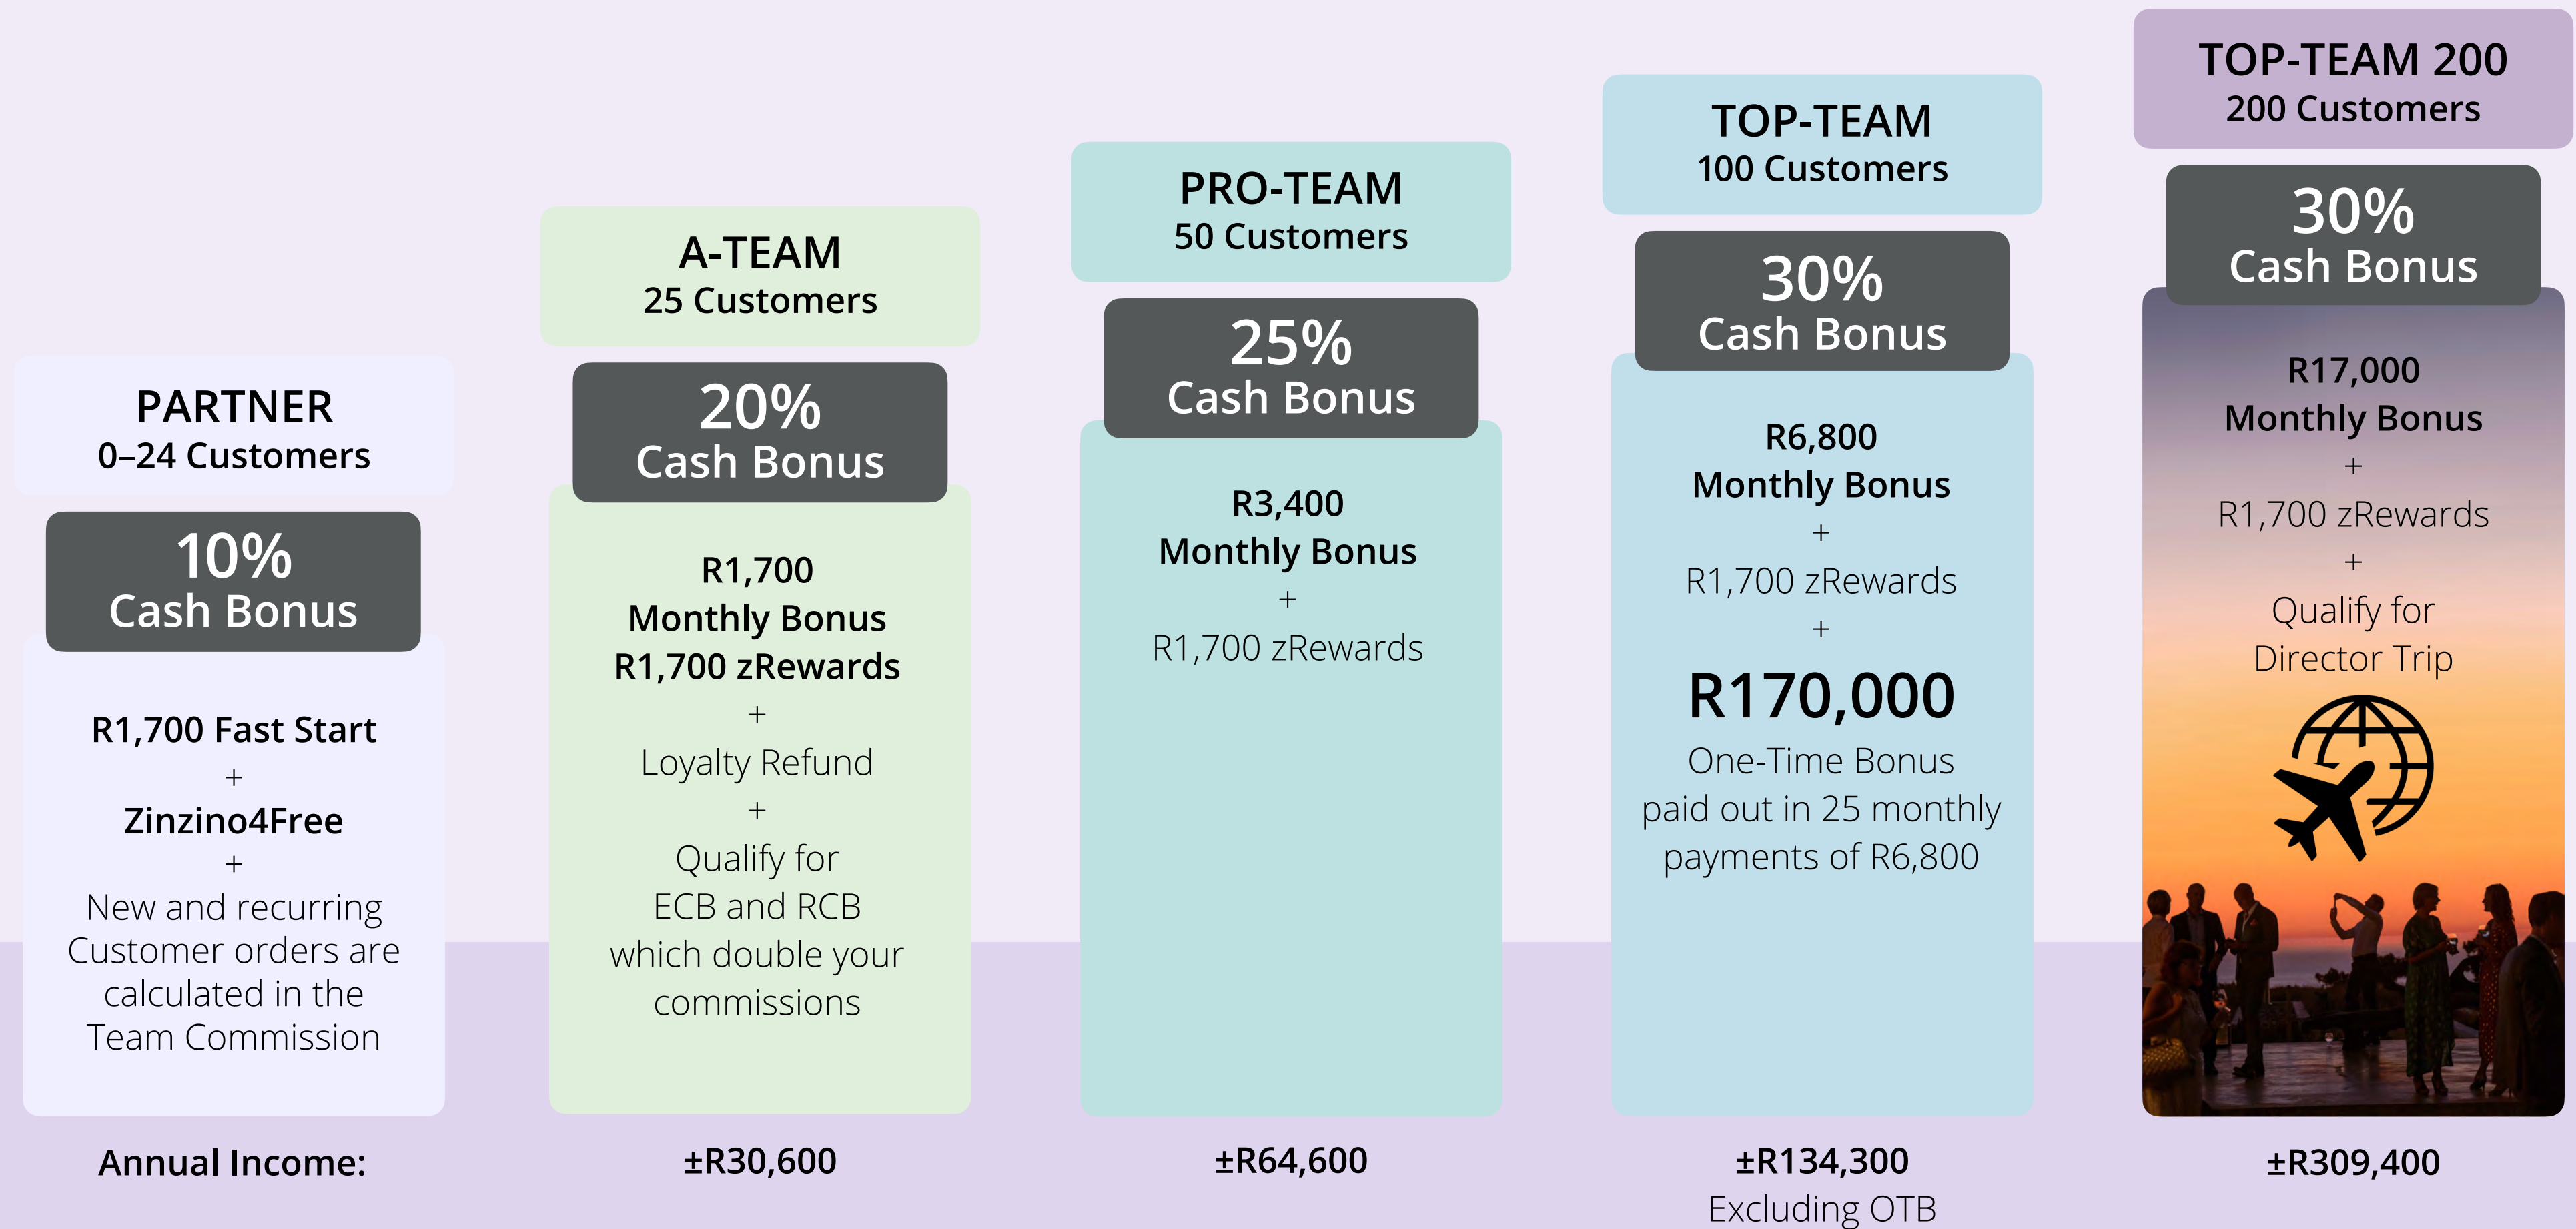 PARTNER
0–24 Customers
10%
Cash Bonus
R1,700 Fast Start
+
Zinzino4Free
+
New and recurring
Customer orders are
calculated in the
Team Commission
A-TEAM
25 Customers
20%
Cash Bonus
R1,700
Monthly Bonus
R1,700 zRewards
+
Loyalty Refund
+
Qualify for
ECB and RCB
which double your
commissions
PRO-TEAM
50 Customers
25%
Cash Bonus
R3,400
Monthly Bonus
+
R1,700 zRewards
TOP-TEAM
100 Customers
30%
Cash Bonus
R6,800
Monthly Bonus
+
R1,700 zRewards
+
R170,000
One-Time Bonus
paid out in 25 monthly
payments of R6,800
TOP-TEAM 200
200 Customers
30%
Cash Bonus
R17,000
Monthly Bonus
+
R1,700 zRewards
+
Qualify for
Director Trip
Annual Income:
±R30,600
±R64,600
±R134,300
Excluding OTB
±R309,400